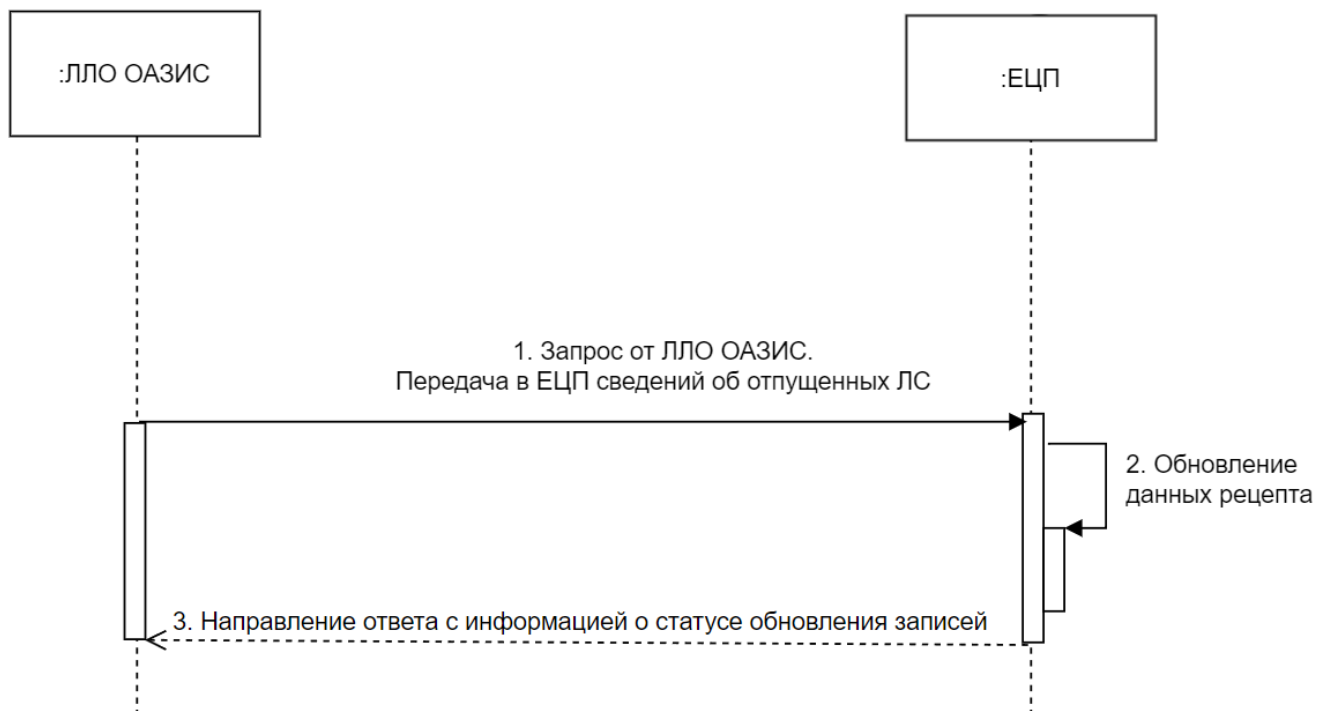 :ЛЛО ОАЗИС
:ЕЦП
1. Запрос от ЛЛО ОАЗИС.
Передача в ЕЦП сведений об отпущенных ЛС
2. Обновление
данных рецепта
3. Направление ответа с информацией о статусе обновления записей